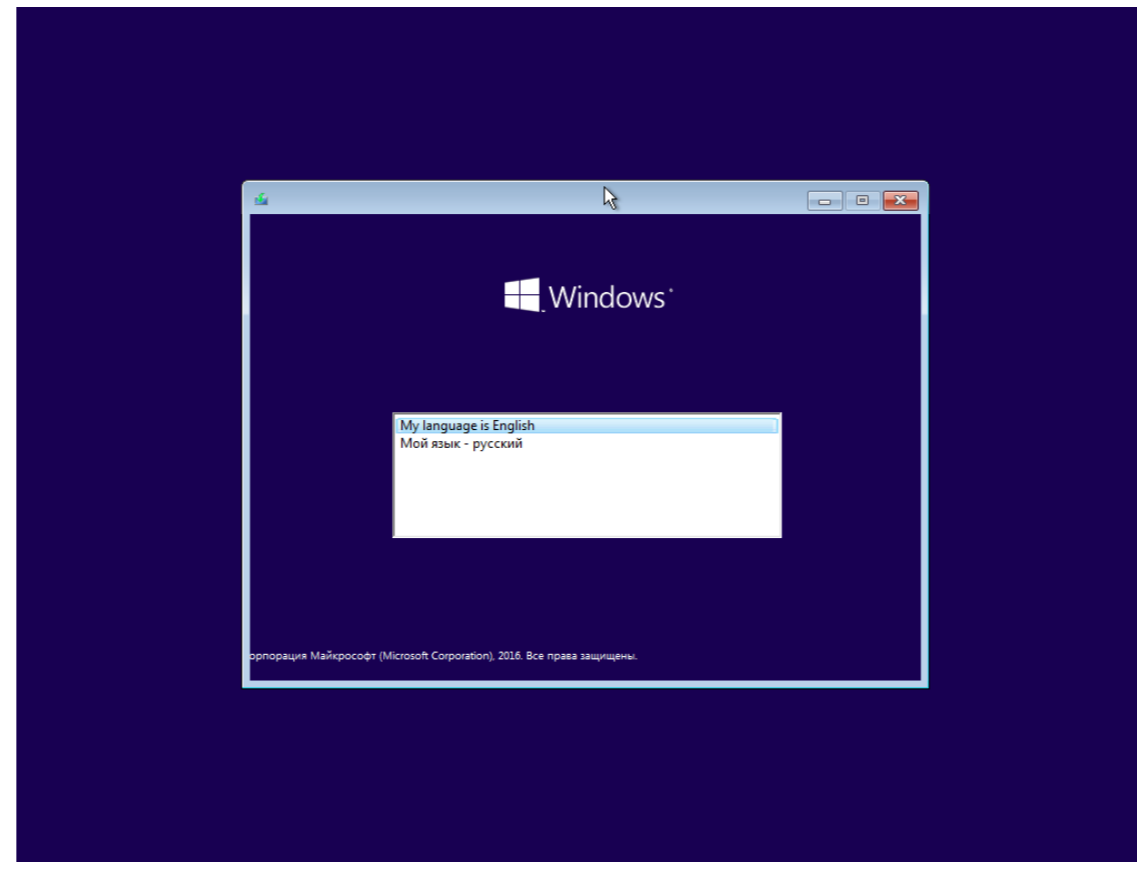 Windows
My language is English
Мой язык - русский
орпорация Майкрософт (Microsoft Corporation), 2016. Все права защищены.